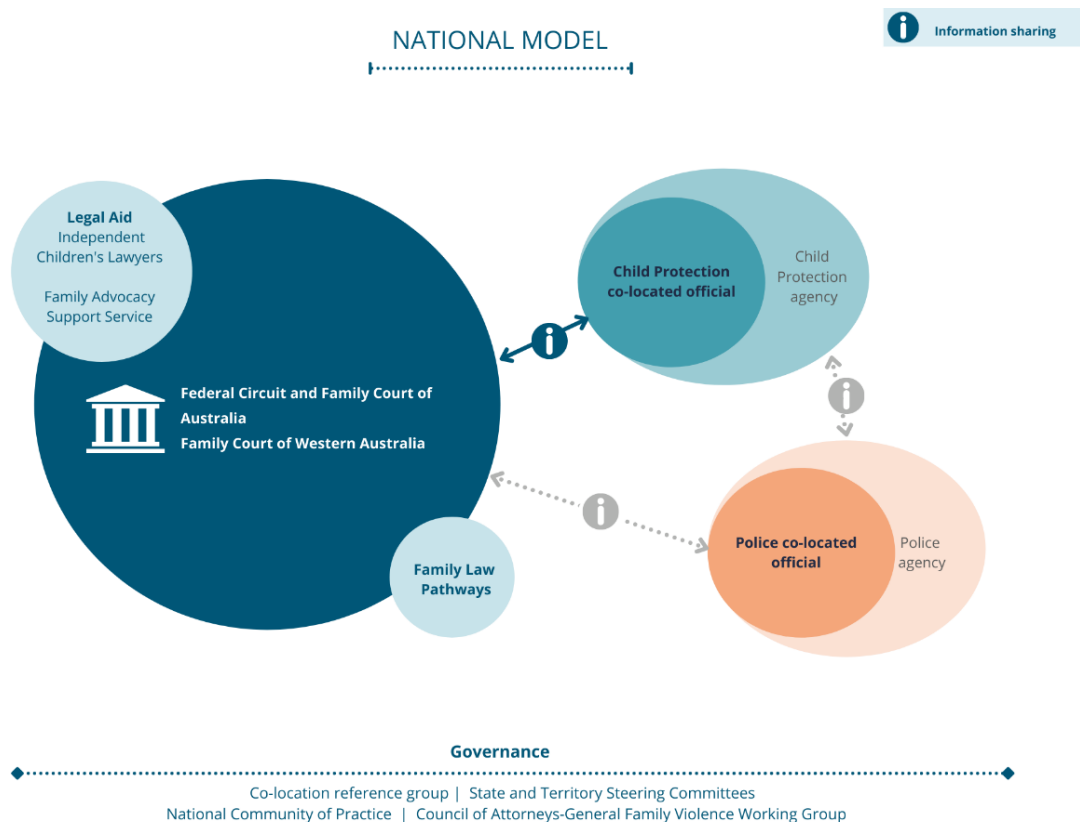 NATIONAL MODEL
i Information sharing
Legal Aid
Independent
Children's Lawyers
Family Advocacy
Support Service
Federal Circuit and Family Court of
Australia
Family Court of Western Australia
Family Law
Pathways
i
Child Protection
co-located official
Child
Protection
agency
i
i
Police co-located
official
Police
agency
Governance
Co-location reference group | State and Territory Steering Committees
National Community of Practice | Council of Attorneys-General Family Violence Working Group